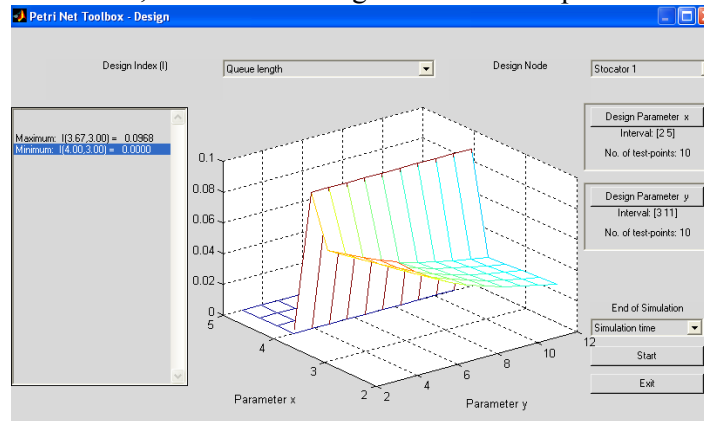 Petri Net Toolbox - Design
Design Index (I)
Queue length
Design Node
Stocator 1
Maximum: I(3.67,3.00) = 0.0968
Minimum: I(4.00,3.00) = 0.0000
Design Parameter x
Interval: [2 5]
No. of test-points: 10
Design Parameter y
Interval: [3 11]
No. of test-points: 10
0.1
0.08
0.06
0.04
0.02
0
5
4
3
2
2
4
6
8
10
12
Parameter x
Parameter y
End of Simulation
Simulation time
Start
Exit